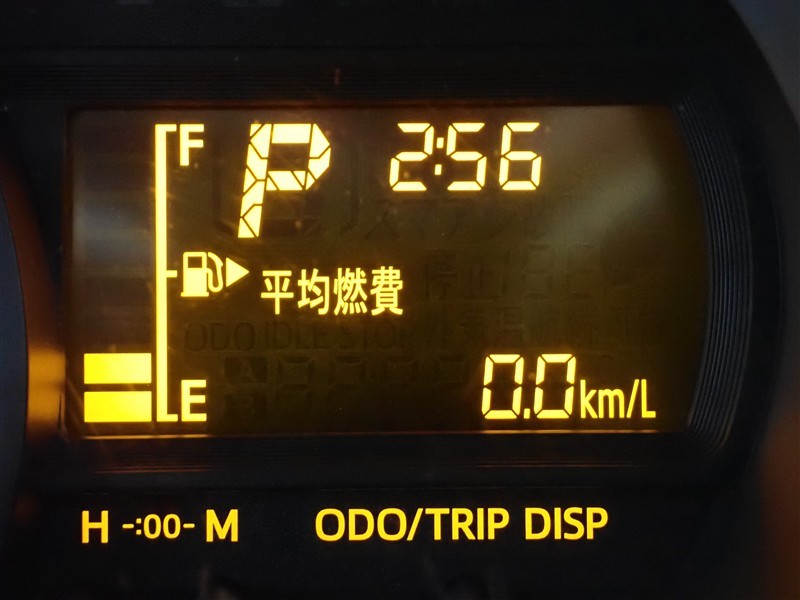 F P 2:56
平均燃費
E 0.0km/L
H -:00- M ODO/TRIP DISP